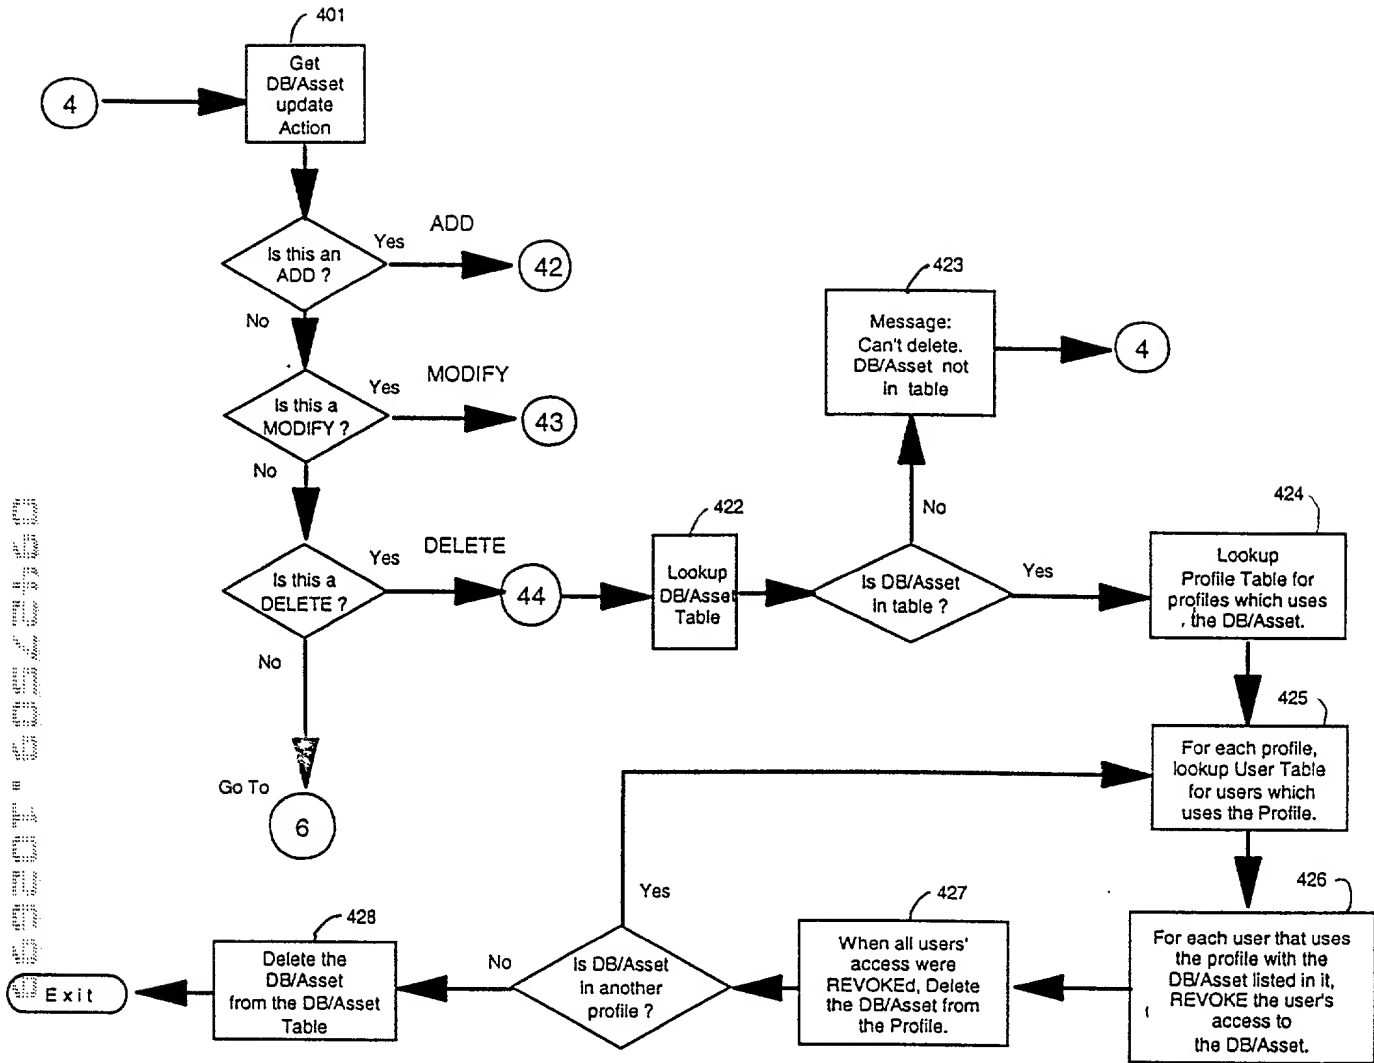 401
Get
DB/Asset
update
Action
4
Is this an
ADD ?
Yes
ADD
42
No
Is this a
MODIFY ?
Yes
MODIFY
43
No
Is this a
DELETE ?
Yes
DELETE
44
No
Go To
6
422
Lookup
DB/Asset
Table
Is DB/Asset
in table ?
No
423
Message:
Can't delete.
DB/Asset not
in table
4
Yes
424
Lookup
Profile Table for
profiles which uses
the DB/Asset.
425
For each profile,
lookup User Table
for users which
uses the Profile.
426
For each user that uses
the profile with the
DB/Asset listed in it,
REVOKE the user's
access to
the DB/Asset.
427
When all users'
access were
REVOKEd, Delete
the DB/Asset from
the Profile.
Is DB/Asset
in another
profile ?
Yes
No
428
Delete the
DB/Asset
from the DB/Asset
Table
Exit